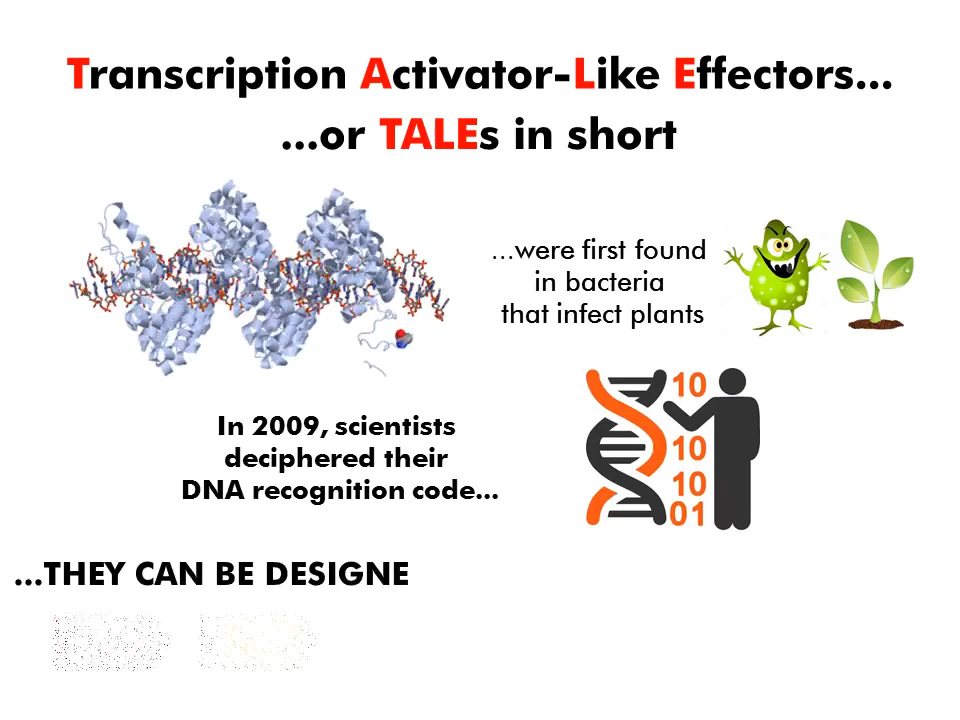 Transcription Activator-Like Effectors...
...or TALEs in short
...were first found
in bacteria
that infect plants
10
10
10
01
In 2009, scientists
deciphered their
DNA recognition code...
...THEY CAN BE DESIGNE